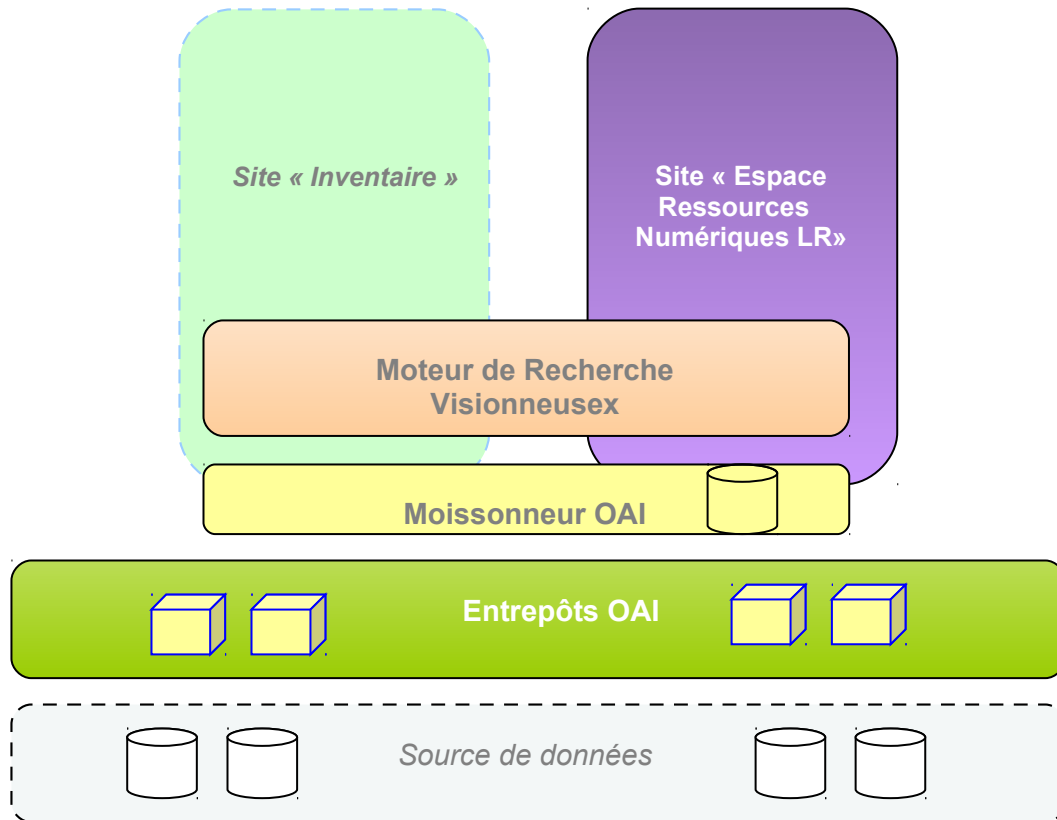 Site « Inventaire »
Site « Espace
Ressources
Numériques LR»
Moteur de Recherche
Visionneusex
Moissonneur OAI
Entrepôts OAI
Source de données